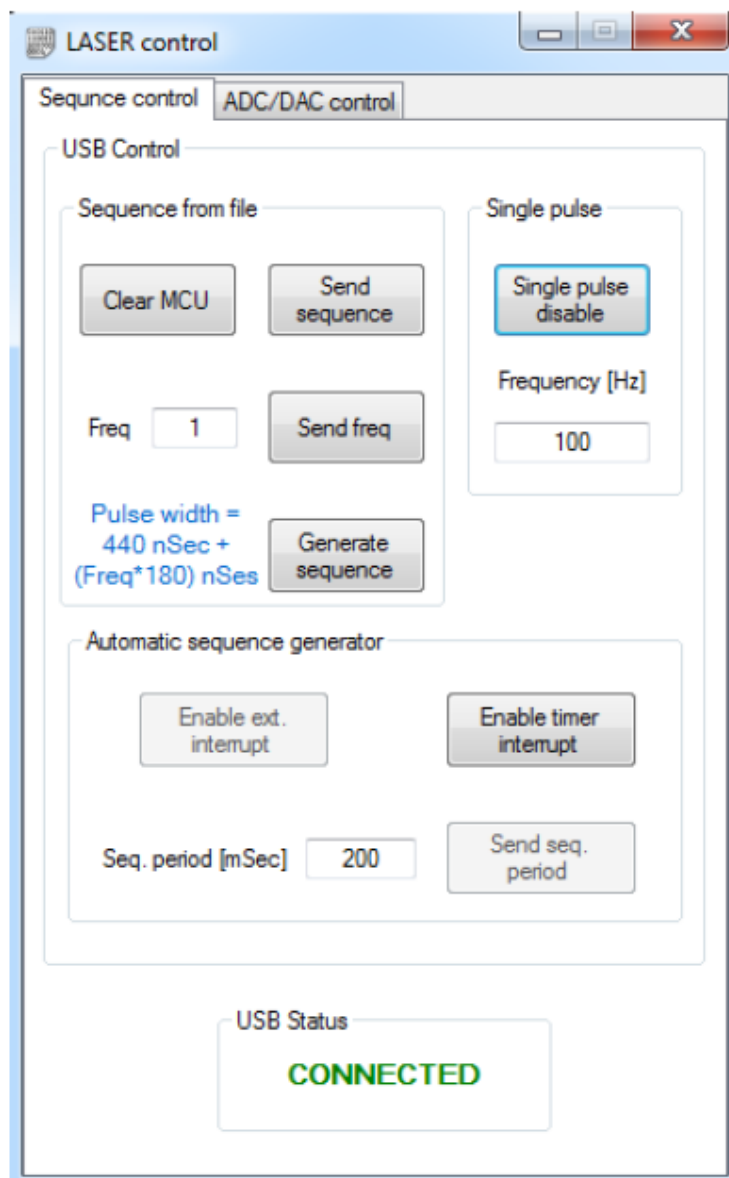 LASER control
Sequnce control
ADC/DAC control
USB Control
Sequence from file
Clear MCU
Send
sequence
Freq
1
Send freq
Pulse width =
440 nSec +
(Freq*180) nSes
Generate
sequence
Single pulse
Single pulse
disable
Frequency [Hz]
100
Automatic sequence generator
Enable ext.
interrupt
Enable timer
interrupt
Seq. period [mSec]
200
Send seq.
period
USB Status
CONNECTED